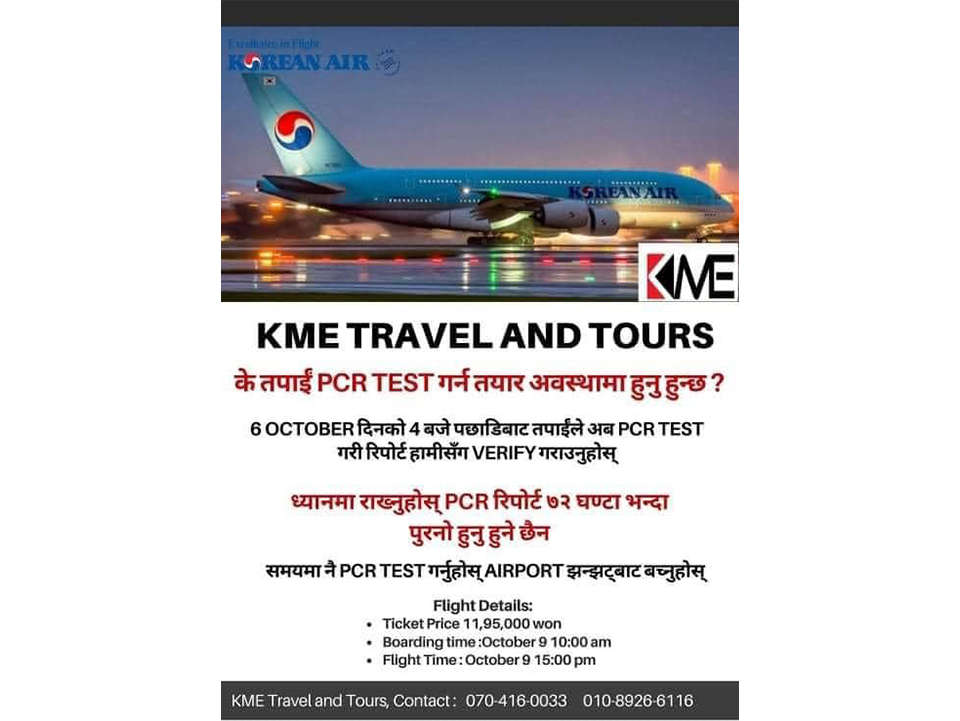 Excellence in Flight
KOREAN AIR
KOREAN AIR
KME
KME TRAVEL AND TOURS
के तपाईं PCR TEST गर्न तयार अवस्थामा हुनु हुन्छ ?
6 OCTOBER दिनको 4 बजे पछाडिबाट तपाईंले अब PCR TEST
गरी रिपोर्ट हामीसँग VERIFY गराउनुहोस्
ध्यानमा राख्नुहोस् PCR रिपोर्ट ७२ घण्टा भन्दा
पुरनो हुनु हुने छैन
समयमा नै PCR TEST गर्नुहोस् AIRPORT झन्झट्बाट बच्नुहोस्
Flight Details:
• Ticket Price 11,95,000 won
• Boarding time :October 9 10:00 am
• Flight Time : October 9 15:00 pm
KME Travel and Tours, Contact : 070-416-0033 010-8926-6116